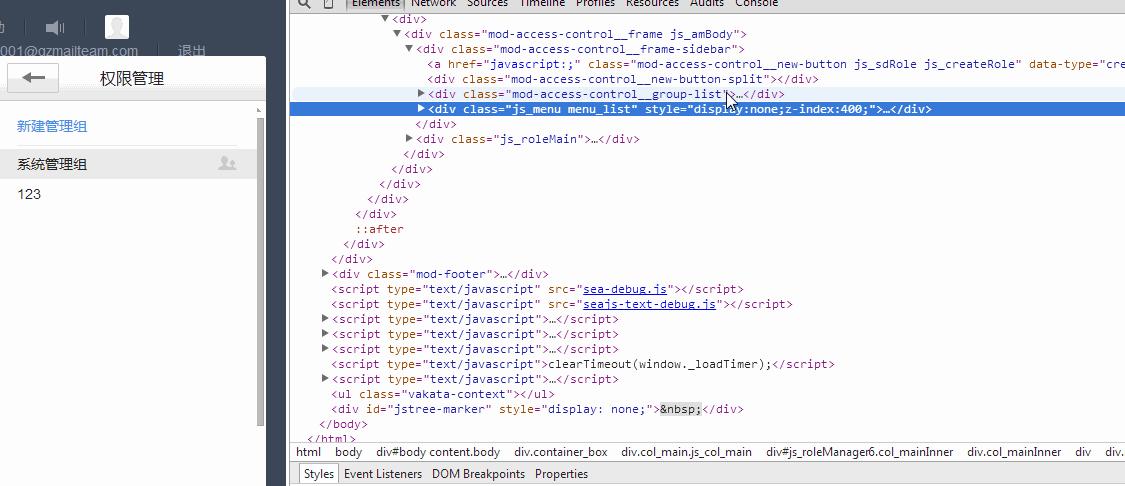 Elements Network Sources Timeline Profiles Resources Audits Console
001@gzmailteam.com 退出
权限管理
新建管理组
系统管理组
123
<div>
<div class="mod-access-control__frame js_amBody">
<div class="mod-access-control__frame-sidebar">
<a href="javascript:;" class="mod-access-control__new-button js_sdRole js_createRole" data-type="cre
<div class="mod-access-control__new-button-split"></div>
<div class="mod-access-control__group-list">…</div>
<div class="js_menu menu_list" style="display:none;z-index:400;">…</div>
</div>
<div class="js_roleMain">…</div>
</div>
</div>
</div>
</div>
</div>
::after
</div>
</div>
<div class="mod-footer">…</div>
<script type="text/javascript" src="sea-debug.js"></script>
<script type="text/javascript" src="seajs-text-debug.js"></script>
<script type="text/javascript">…</script>
<script type="text/javascript">…</script>
<script type="text/javascript">…</script>
<script type="text/javascript">clearTimeout(window._loadTimer);</script>
<script type="text/javascript">…</script>
<ul class="vakata-context"></ul>
<div id="jstree-marker" style="display: none;">&nbsp;</div>
</body>
</html>
html body div#body content.body div.container_box div.col_main.js_col_main div#js_roleManager6.col_mainInner div.col_mainInner div div.
Styles Event Listeners DOM Breakpoints Properties